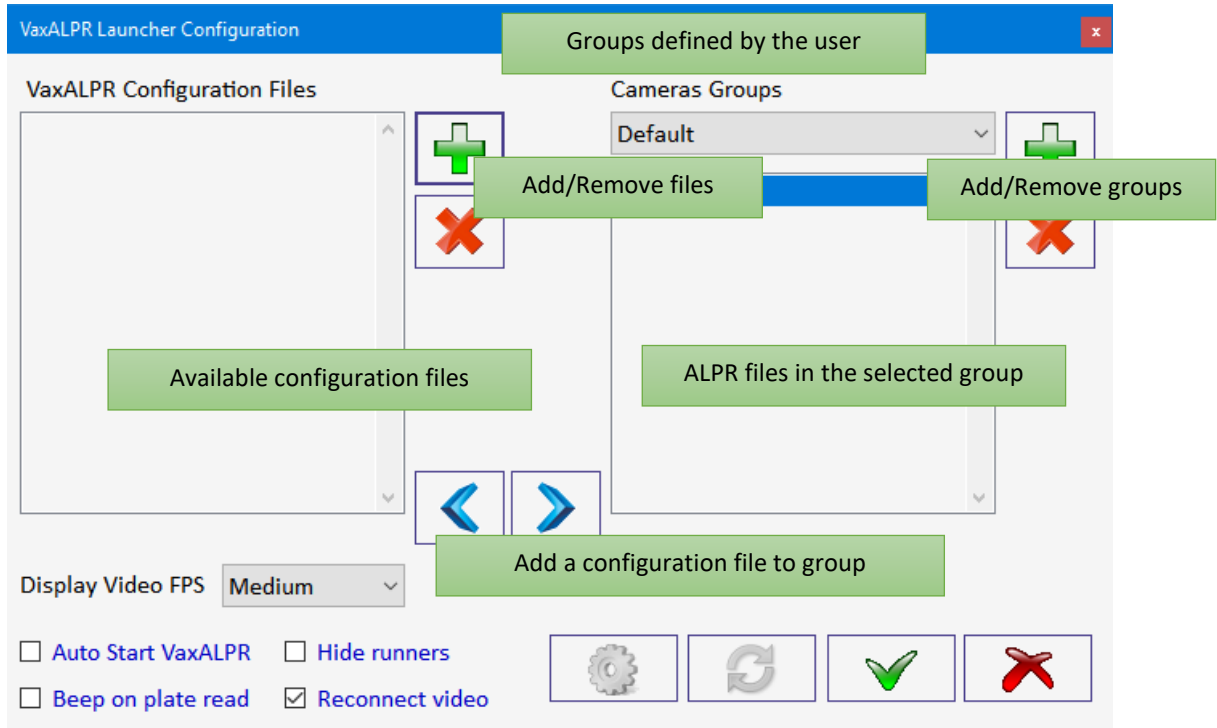 VaxALPR Launcher Configuration
Groups defined by the user
x
VaxALPR Configuration Files
Cameras Groups
Default
Add/Remove files
Add/Remove groups
Available configuration files
ALPR files in the selected group
Add a configuration file to group
Display Video FPS Medium
Auto Start VaxALPR
Hide runners
Beep on plate read
Reconnect video